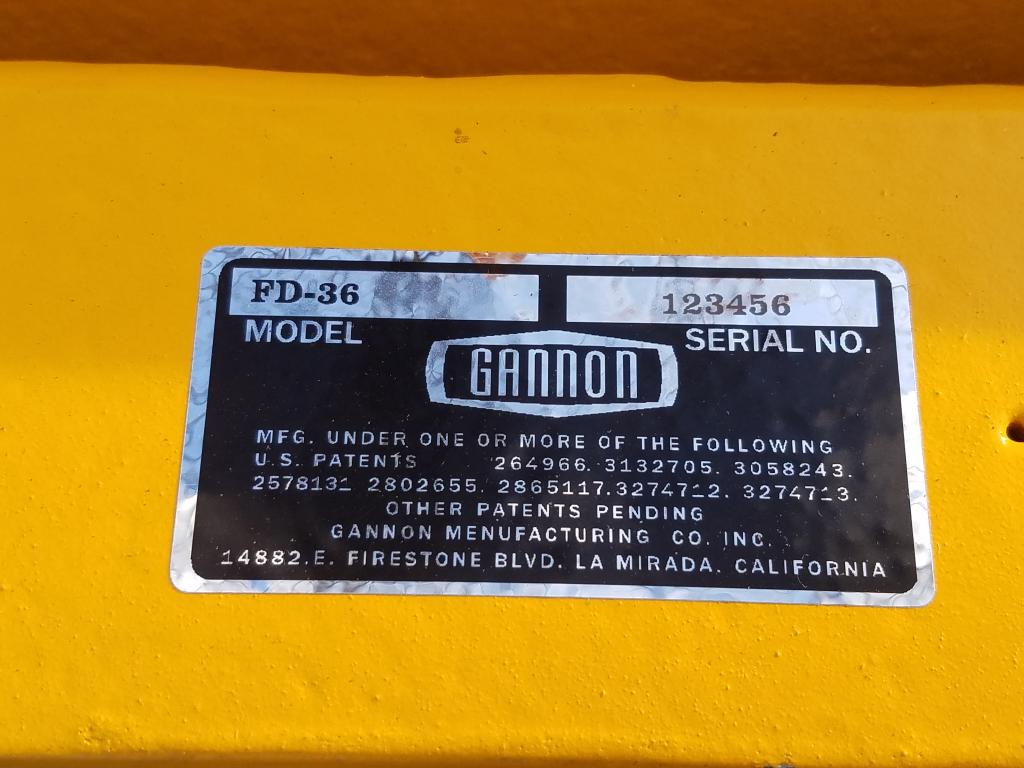 FD-36 123456
MODEL SERIAL NO.
GANNON
MFG. UNDER ONE OR MORE OF THE FOLLOWING
U.S. PATENTS 264966. 3132705. 3058243.
2578131 2802655. 2865117.3274712. 3274713.
OTHER PATENTS PENDING
GANNON MENUFACTURING CO. INC.
14882.E. FIRESTONE BLVD. LA MIRADA. CALIFORNIA